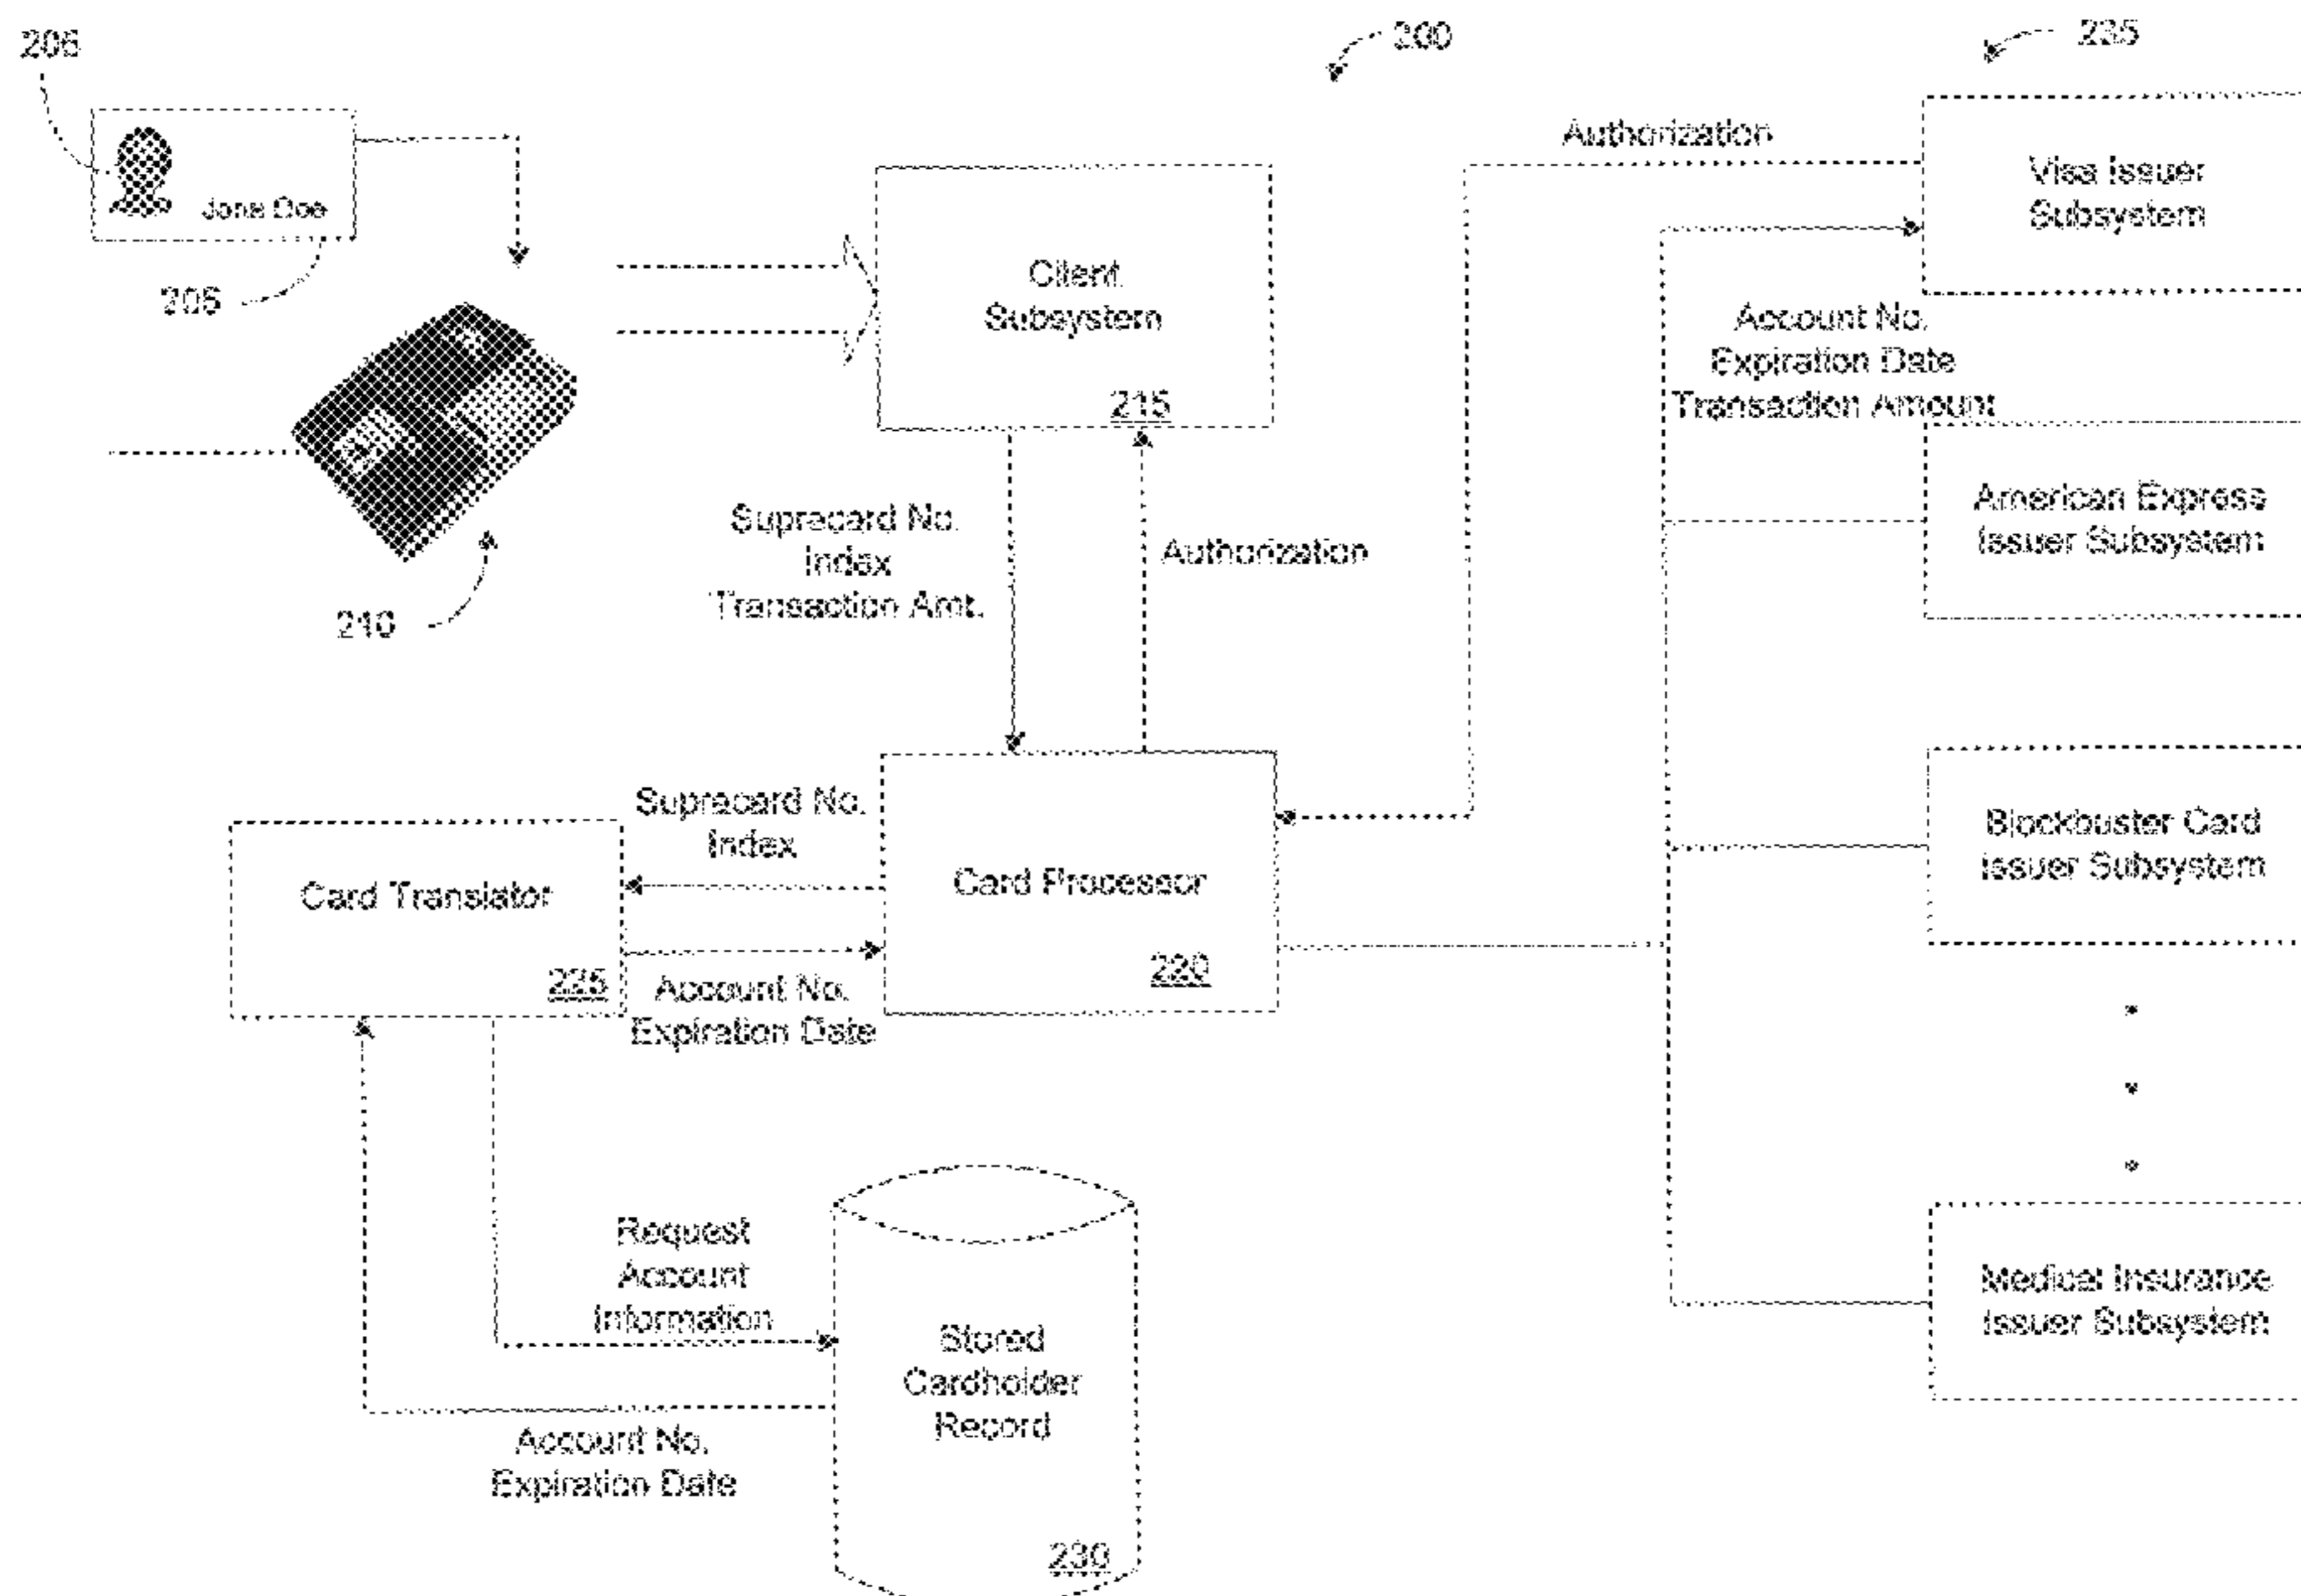 206
200
235
Jane Doe
205
210
Client
Subsystem
215
Authorization
Visa Issuer
Subsystem
Account No.
Expiration Date
Transaction Amount
American Express
Issuer Subsystem
Supracard No.
Index
Transaction Amt.
Authorization
Blockbuster Card
Issuer Subsystem
Supracard No.
Index
Card Translator
225
Card Processor
220
Account No.
Expiration Date
Request
Account
Information
Stored
Cardholder
Record
230
Account No.
Expiration Date
Medical Insurance
Issuer Subsystem